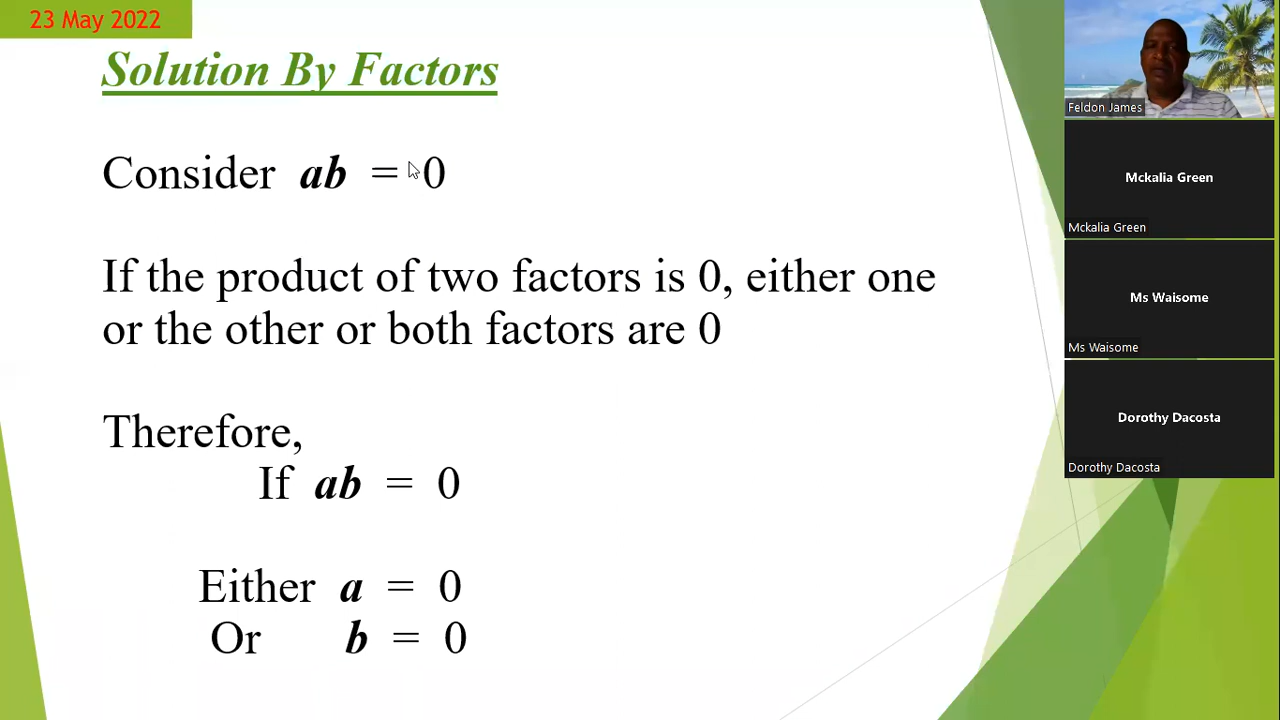 23 May 2022
Solution By Factors
Consider ab = 0
If the product of two factors is 0, either one
or the other or both factors are 0
Therefore,
If ab = 0
Either a = 0
Or b = 0
Feldon James
Mckalia Green
Mckalia Green
Ms Waisome
Ms Waisome
Dorothy Dacosta
Dorothy Dacosta